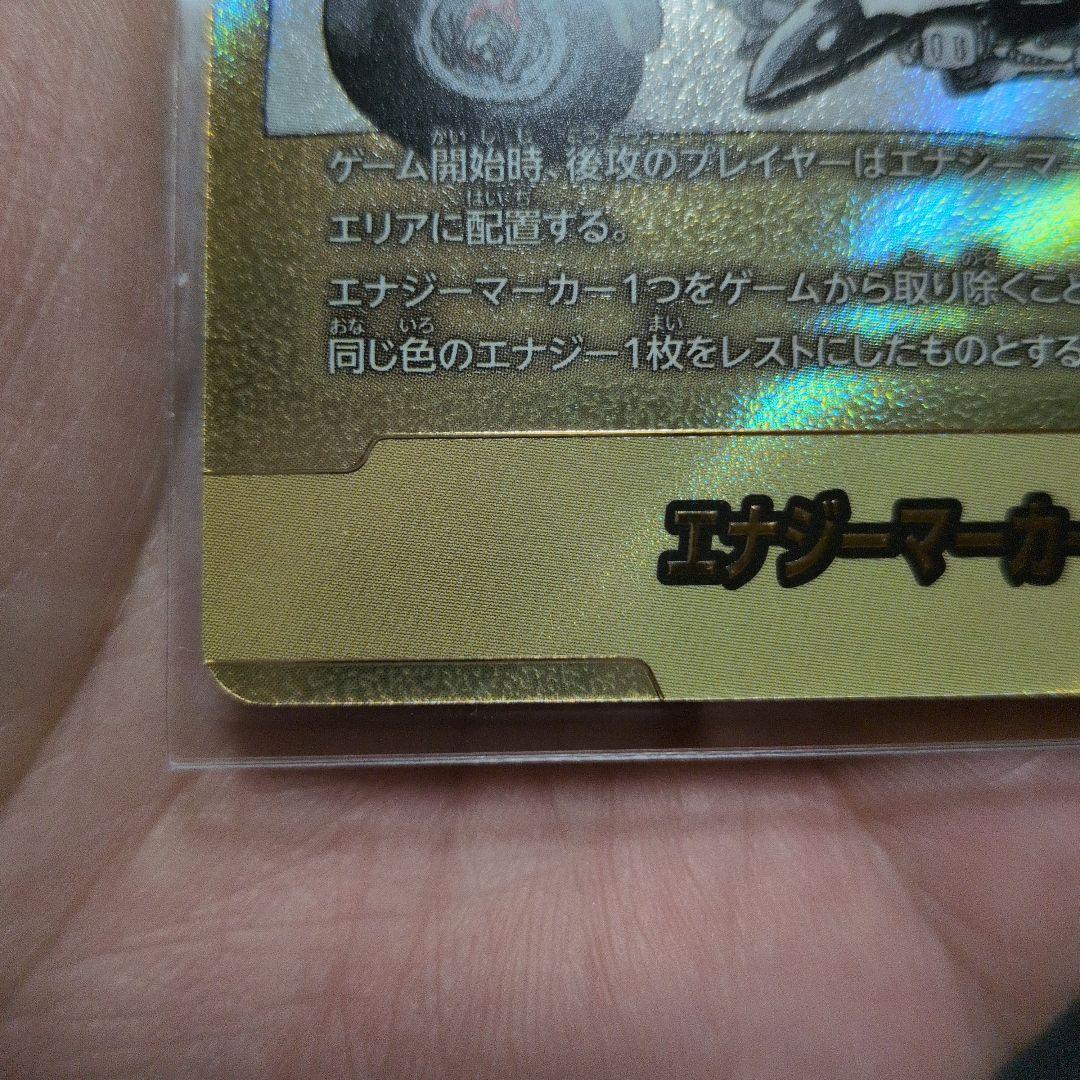 ゲーム開始時、後攻のプレイヤーはエナジーマー
エリアに配置する。
エナジーマーカー1つをゲームから取り除くこと
同じ色のエナジー1枚をレストにしたものとする
エナジーマーカー